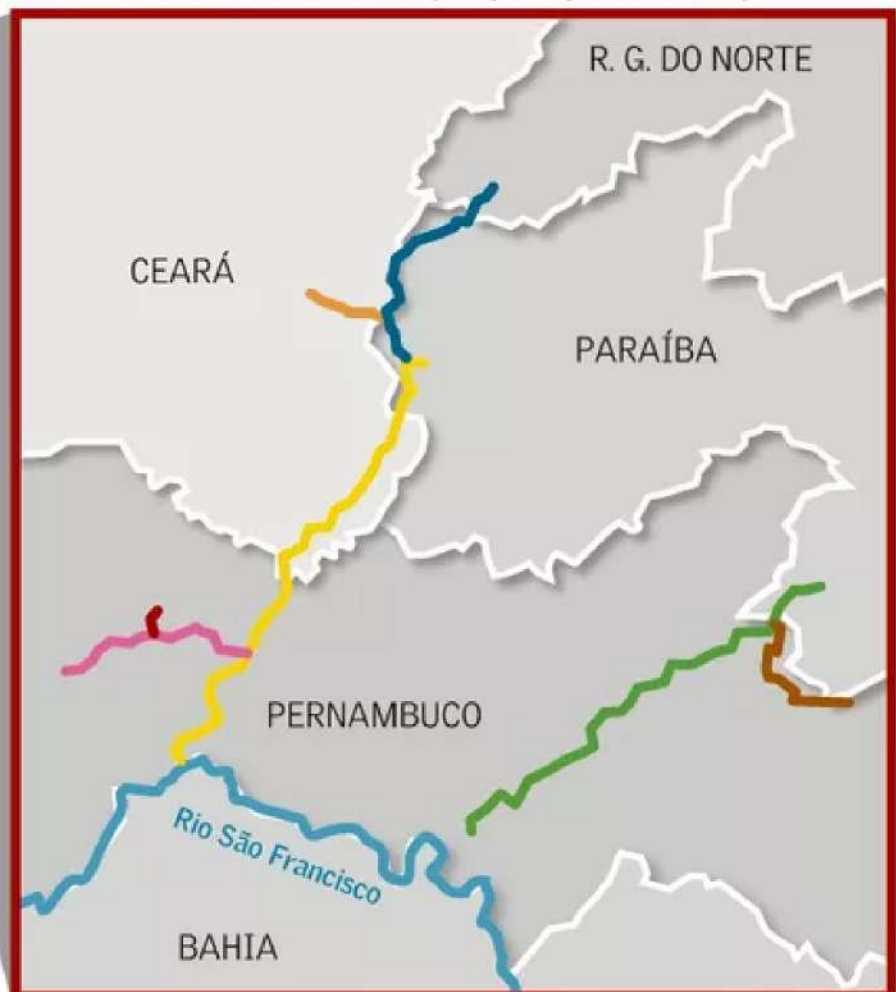 R. G. DO NORTE
CEARÁ
PARAÍBA
PERNAMBUCO
Rio São Francisco
BAHIA